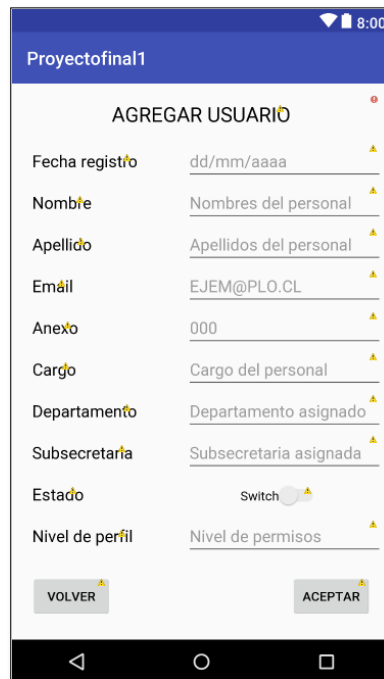 8:00
Proyectofinal1
AGREGAR USUARIO
Fecha registro dd/mm/aaaa
Nombre Nombres del personal
Apellido Apellidos del personal
Email EJEM@PLO.CL
Anexo 000
Cargo Cargo del personal
Departamento Departamento asignado
Subsecretaria Subsecretaria asignada
Estado Switch
Nivel de perfil Nivel de permisos
VOLVER ACEPTAR